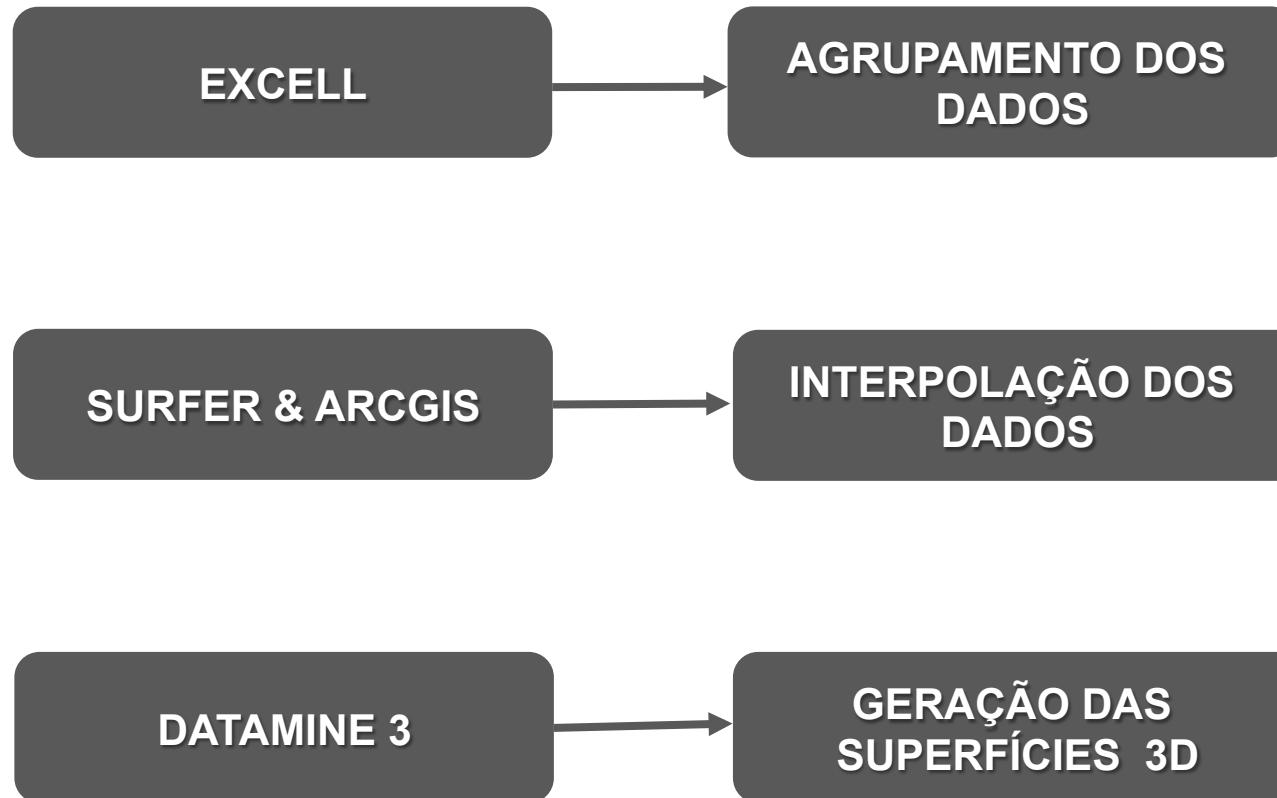 EXCELL
AGRUPAMENTO DOS
DADOS
SURFER & ARCGIS
INTERPOLAÇÃO DOS
DADOS
DATAMINE 3
GERAÇÃO DAS
SUPERFÍCIES 3D